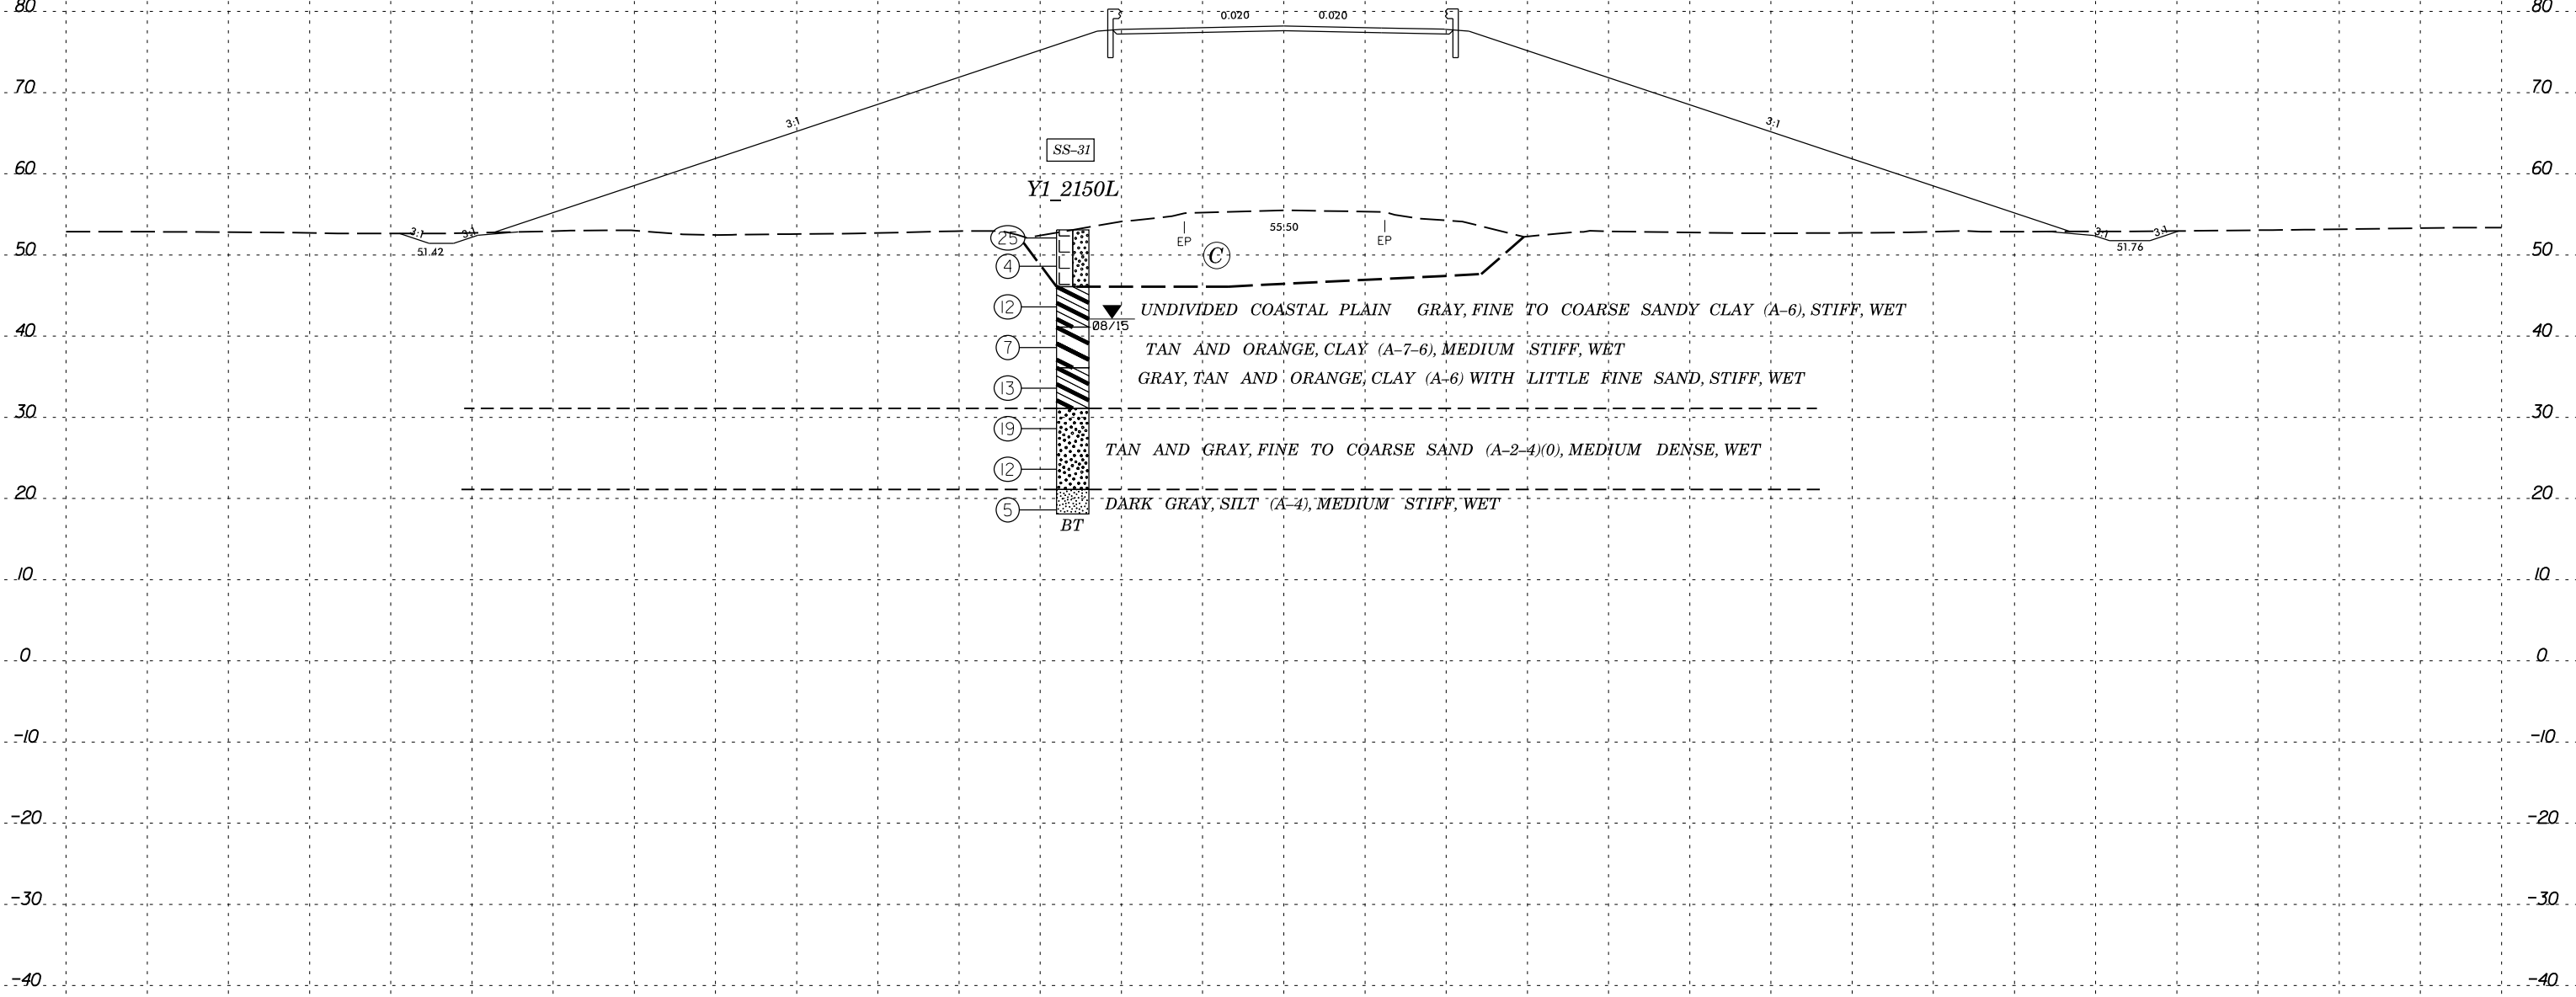 80 0.020 0.020 80
70 70
3:1 3:1
SS-31
60 60
Y1_2150L
3:1 3:1 25 EP 55.50 EP 3:1 3:1
51.42 C 51.76
50 4 50
12 UNDIVIDED COASTAL PLAIN GRAY, FINE TO COARSE SANDY CLAY (A-6), STIFF, WET
40 08/15 40
7 TAN AND ORANGE, CLAY (A-7-6), MEDIUM STIFF, WET
13 GRAY, TAN AND ORANGE, CLAY (A-6) WITH LITTLE FINE SAND, STIFF, WET
30 30
19
TAN AND GRAY, FINE TO COARSE SAND (A-2-4)(0), MEDIUM DENSE, WET
12
20 20
5 DARK GRAY, SILT (A-4), MEDIUM STIFF, WET
BT
10 10
0 0
-10 -10
-20 -20
-30 -30
-40 -40